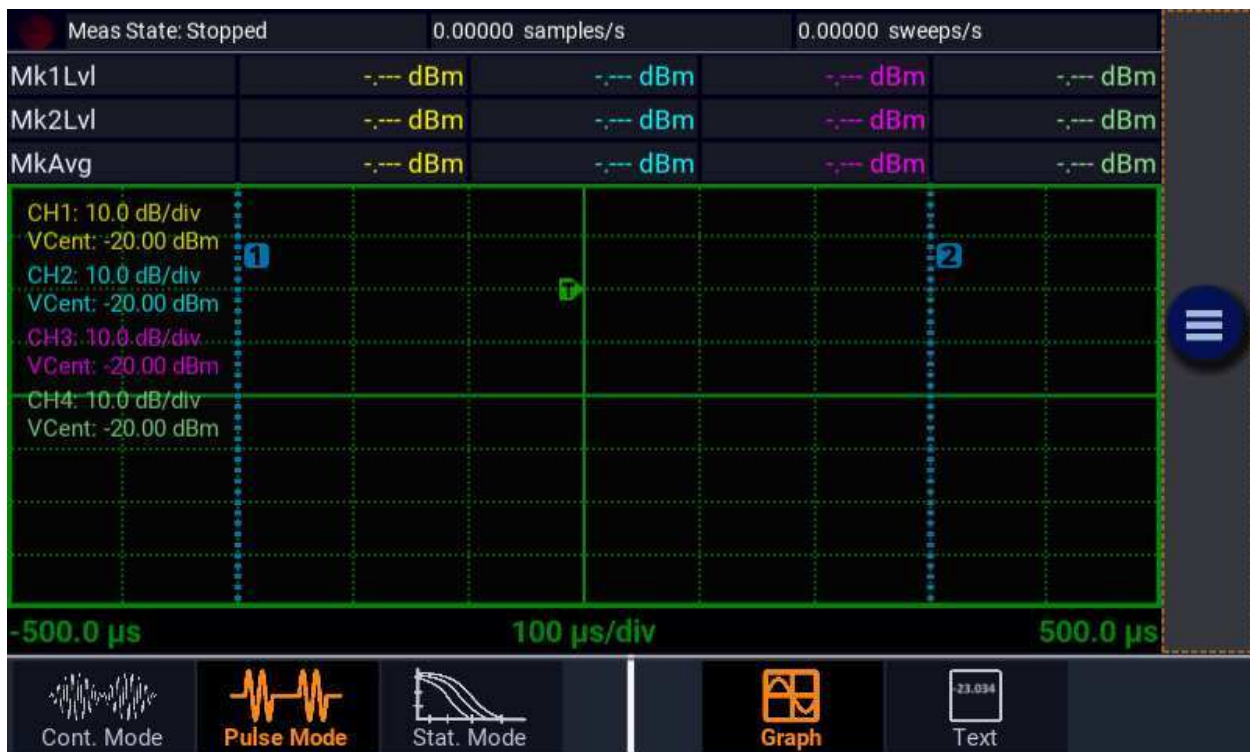 Meas State: Stopped 0.00000 samples/s 0.00000 sweeps/s
Mk1Lvl -.--- dBm -.--- dBm -.--- dBm -.--- dBm
Mk2Lvl -.--- dBm -.--- dBm -.--- dBm -.--- dBm
MkAvg -.--- dBm -.--- dBm -.--- dBm -.--- dBm
CH1: 10.0 dB/div
VCent: -20.00 dBm
1 2
CH2: 10.0 dB/div
T
VCent: -20.00 dBm
CH3: 10.0 dB/div
VCent: -20.00 dBm
CH4: 10.0 dB/div
VCent: -20.00 dBm
-500.0 µs 100 µs/div 500.0 µs
-23.034
Cont. Mode Pulse Mode Stat. Mode Graph Text